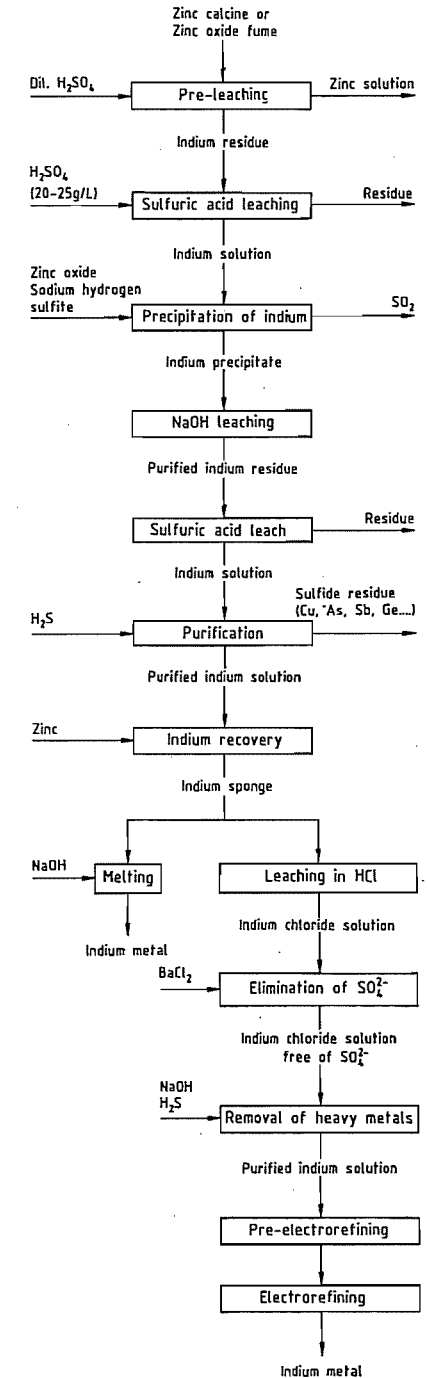 Zinc calcine or
Zinc oxide fume
Dil. H₂SO₄
Pre-leaching
Zinc solution
Indium residue
H₂SO₄
(20-25g/L)
Sulfuric acid leaching
Residue
Indium solution
Zinc oxide
Sodium hydrogen
sulfite
Precipitation of indium
SO₂
Indium precipitate
NaOH leaching
Purified indium residue
Sulfuric acid leach
Residue
Indium solution
H₂S
Purification
Sulfide residue
(Cu, As, Sb, Ge....)
Purified indium solution
Zinc
Indium recovery
Indium sponge
NaOH
Melting
Leaching in HCl
Indium metal
Indium chloride solution
BaCl₂
Elimination of SO₄²⁻
Indium chloride solution
free of SO₄²⁻
NaOH
H₂S
Removal of heavy metals
Purified indium solution
Pre-electrorefining
Electrorefining
Indium metal